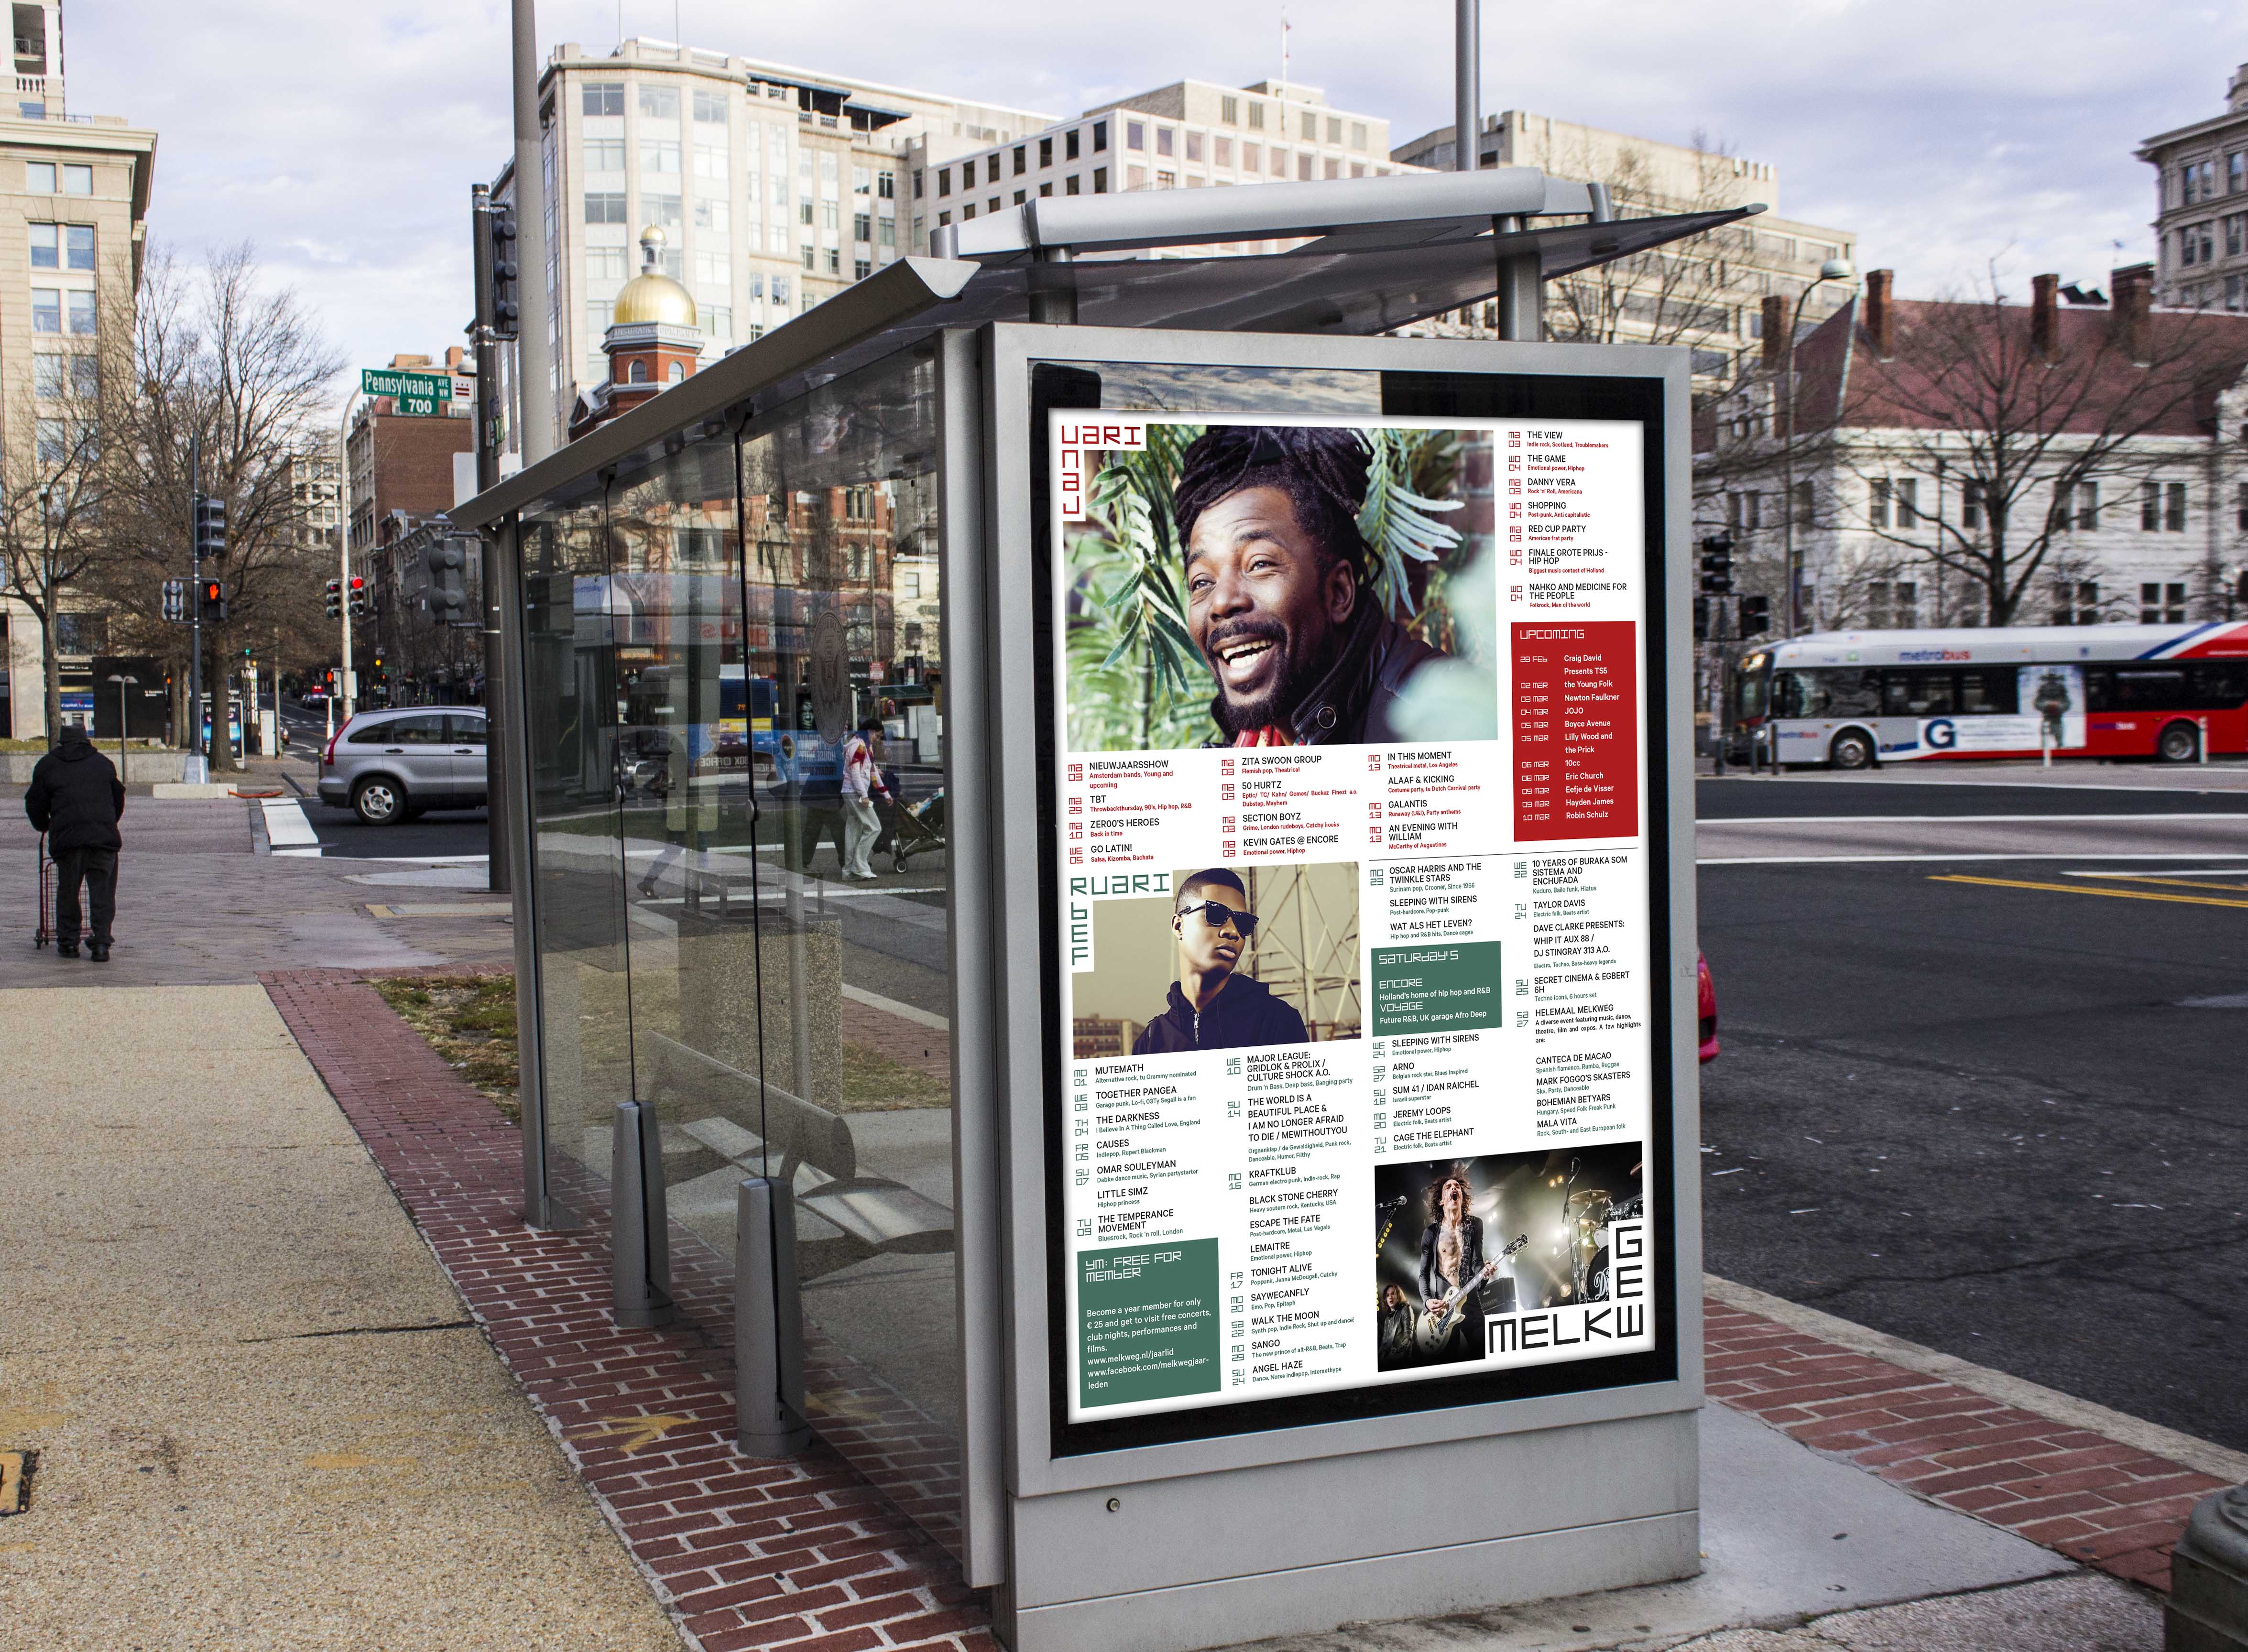 Pennsylvania AVE NW
700
metrobus
G
metrobus
JANUARI
MA 03 THE VIEW
Indie rock, Scotland, Troublemakers
WO 04 THE GAME
Emotional power, Hiphop
MA 03 DANNY VERA
Rock 'n' Roll, Americana
WO 04 SHOPPING
Post-punk, Anti capitalistic
MA 03 RED CUP PARTY
American frat party
WO 04 FINALE GROTE PRIJS -
HIP HOP
Biggest music contest of Holland
WO 04 NAHKO AND MEDICINE FOR
THE PEOPLE
Folkrock, Man of the world
UPCOMING
28 FEB Craig David
Presents TS5
02 MAR the Young Folk
03 MAR Newton Faulkner
04 MAR JOJO
05 MAR Boyce Avenue
05 MAR Lilly Wood and
the Prick
06 MAR 10cc
08 MAR Eric Church
09 MAR Eefje de Visser
09 MAR Hayden James
10 MAR Robin Schulz
MA 03 NIEUWJAARSSHOW
Amsterdam bands, Young and
upcoming
MA 29 TBT
Throwbackthursday, 90's, Hip hop, R&B
MA 10 ZEROO'S HEROES
Back in time
WE 05 GO LATIN!
Salsa, Kizomba, Bachata
MA 03 ZITA SWOON GROUP
Flemish pop, Theatrical
MA 03 50 HURTZ
Eptic/ TC/ Kahn/ Gomes/ Buckez Finezt a.o.
Dubstep, Mayhem
MA 03 SECTION BOYZ
Grime, London rudeboys, Catchy hooks
MA 03 KEVIN GATES @ ENCORE
Emotional power, Hiphop
MO 13 IN THIS MOMENT
Theatrical metal, Los Angeles
ALAAF & KICKING
Costume party, tu Dutch Carnival party
MO 13 GALANTIS
Runaway (U&I), Party anthems
MO 13 AN EVENING WITH
WILLIAM
McCarthy of Augustines
FEBRUARI
MO 01 MUTEMATH
Alternative rock, tu Grammy nominated
WE 03 TOGETHER PANGEA
Garage punk, Lo-fi, 03Ty Segall is a fan
TH 04 THE DARKNESS
I Believe In A Thing Called Love, England
FR 05 CAUSES
Indiepop, Rupert Blackman
SU 07 OMAR SOULEYMAN
Dabke dance music, Syrian partystarter
LITTLE SIMZ
Hiphop princess
TU 09 THE TEMPERANCE
MOVEMENT
Bluesrock, Rock 'n roll, London
YM: FREE FOR
MEMBER
Become a year member for only
€ 25 and get to visit free concerts,
club nights, performances and
films.
www.melkweg.nl/jaarlid
www.facebook.com/melkwegjaar-
leden
WE 10 MAJOR LEAGUE:
GRIDLOK & PROLIX /
CULTURE SHOCK A.O.
Drum 'n Bass, Deep bass, Banging party
SU 14 THE WORLD IS A
BEAUTIFUL PLACE &
I AM NO LONGER AFRAID
TO DIE / MEWITHOUTYOU
Orgaanklap / de Geweldigheid, Punk rock,
Danceable, Humor, Filthy
MO 16 KRAFTKLUB
German electro punk, Indie-rock, Rap
BLACK STONE CHERRY
Heavy soutern rock, Kentucky, USA
ESCAPE THE FATE
Post-hardcore, Metal, Las Vegals
LEMAITRE
Emotional power, Hiphop
FR 17 TONIGHT ALIVE
Poppunk, Jenna McDougall, Catchy
MO 20 SAYWECANFLY
Emo, Pop, Epitaph
SA 22 WALK THE MOON
Synth pop, Indie Rock, Shut up and dance!
MO 29 SANGO
The new prince of alt-R&B, Beats, Trap
SU 24 ANGEL HAZE
Dance, Norse indiepop, Internethype
MO 23 OSCAR HARRIS AND THE
TWINKLE STARS
Surinam pop, Crooner, Since 1966
SLEEPING WITH SIRENS
Post-hardcore, Pop-punk
WAT ALS HET LEVEN?
Hip hop and R&B hits, Dance cages
SATURDAY'S
ENCORE
Holland's home of hip hop and R&B
VOYAGE
Future R&B, UK garage Afro Deep
WE 24 SLEEPING WITH SIRENS
Emotional power, Hiphop
SA 27 ARNO
Belgian rock star, Blues inspired
SU 18 SUM 41 / IDAN RAICHEL
Israeli superstar
MO 20 JEREMY LOOPS
Electric folk, Beats artist
TU 21 CAGE THE ELEPHANT
Electric folk, Beats artist
WE 22 10 YEARS OF BURAKA SOM
SISTEMA AND
ENCHUFADA
Kuduro, Baile funk, Hiatus
TU 24 TAYLOR DAVIS
Electric folk, Beats artist
DAVE CLARKE PRESENTS:
WHIP IT AUX 88 /
DJ STINGRAY 313 A.O.
Electro, Techno, Bass-heavy legends
SU 25 SECRET CINEMA & EGBERT
6H
Techno icons, 6 hours set
SA 27 HELEMAAL MELKWEG
A diverse event featuring music, dance,
theatre, film and expos. A few highlights
are:
CANTECA DE MACAO
Spanish flamenco, Rumba, Reggae
MARK FOGGO'S SKASTERS
Ska, Party, Danceable
BOHEMIAN BETYARS
Hungary, Speed Folk Freak Punk
MALA VITA
Rock, South- and East European folk
MELKWEG